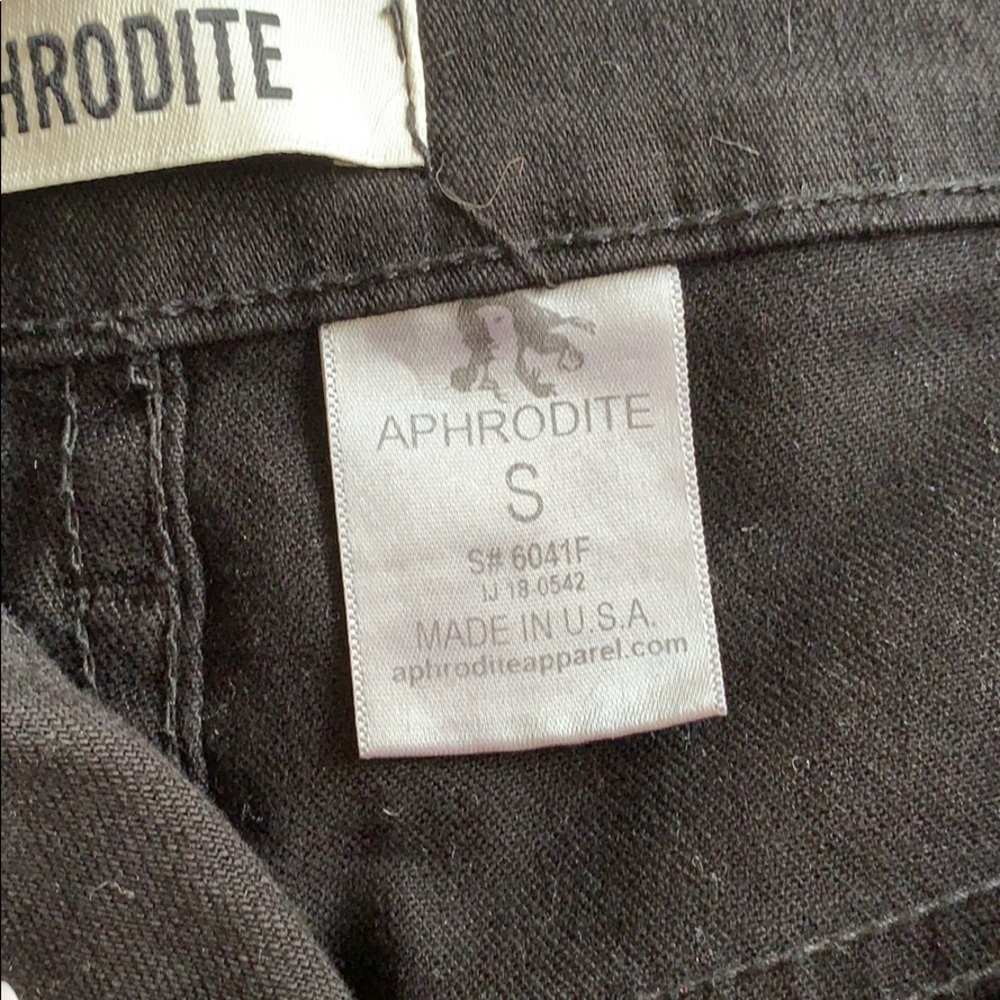 HRODITE
APHRODITE
S
S# 6041F
IJ 18-0542
MADE IN U.S.A.
aphroditeapparel.com